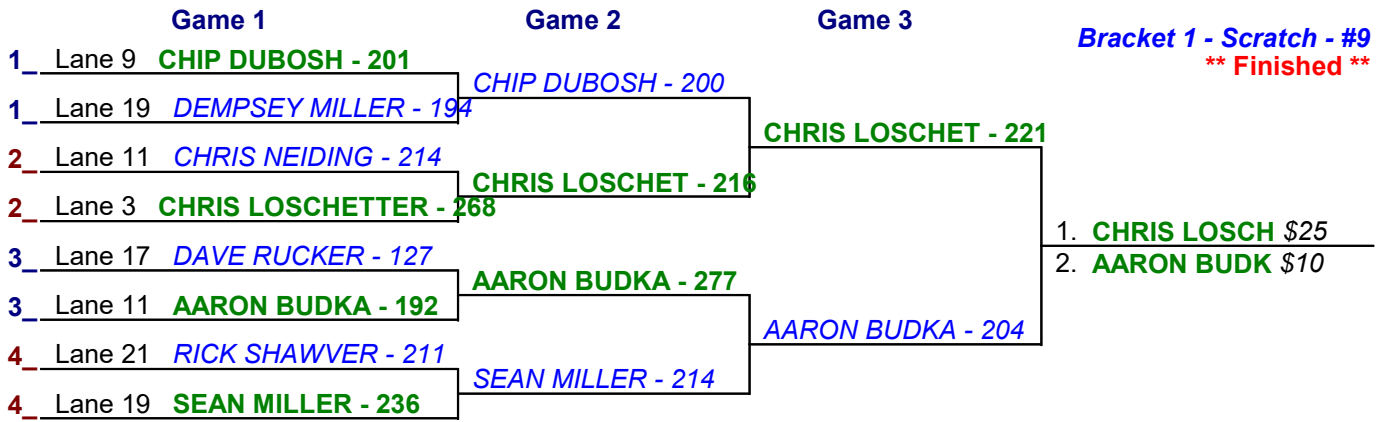 Game 1 Game 2 Game 3
Bracket 1 - Scratch - #9
** Finished **
1_ Lane 9 CHIP DUBOSH - 201
CHIP DUBOSH - 200
1_ Lane 19 DEMPSEY MILLER - 194
CHRIS LOSCHET - 221
2_ Lane 11 CHRIS NEIDING - 214
CHRIS LOSCHET - 216
2_ Lane 3 CHRIS LOSCHETTER - 268
1. CHRIS LOSCH $25
3_ Lane 17 DAVE RUCKER - 127
2. AARON BUDK $10
AARON BUDKA - 277
3_ Lane 11 AARON BUDKA - 192
AARON BUDKA - 204
4_ Lane 21 RICK SHAWVER - 211
SEAN MILLER - 214
4_ Lane 19 SEAN MILLER - 236